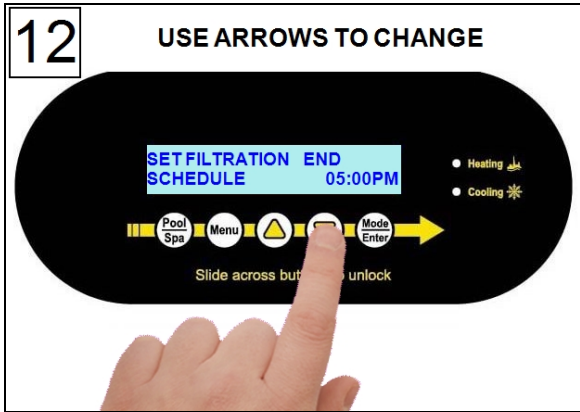 12
USE ARROWS TO CHANGE
SET FILTRATION END
SCHEDULE 05:00PM
Heating
Cooling
Pool
Spa
Menu
Mode
Enter
Slide across but unlock